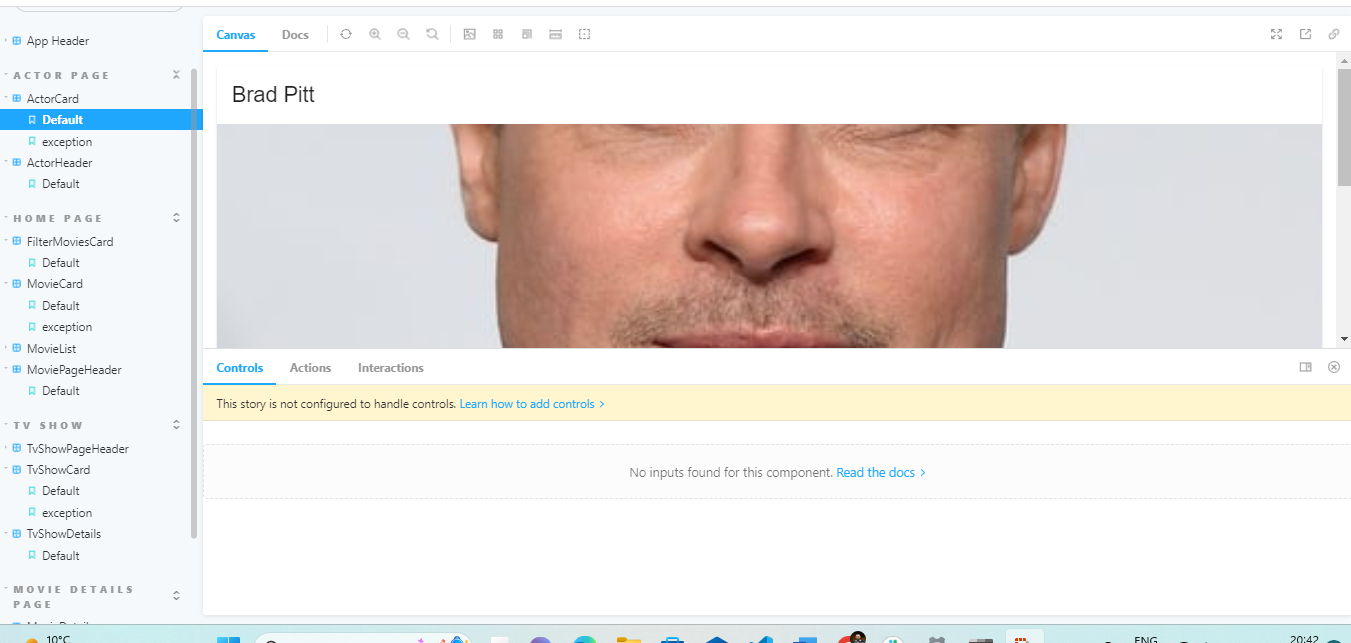 App Header
ACTOR PAGE
ActorCard
Default
exception
ActorHeader
Default
HOME PAGE
FilterMoviesCard
Default
MovieCard
Default
exception
MovieList
MoviePageHeader
Default
TV SHOW
TvShowPageHeader
TvShowCard
Default
exception
TvShowDetails
Default
MOVIE DETAILS
PAGE
Canvas Docs
Brad Pitt
Controls Actions Interactions
This story is not configured to handle controls. Learn how to add controls
No inputs found for this component. Read the docs
10°C
ENG
20:42